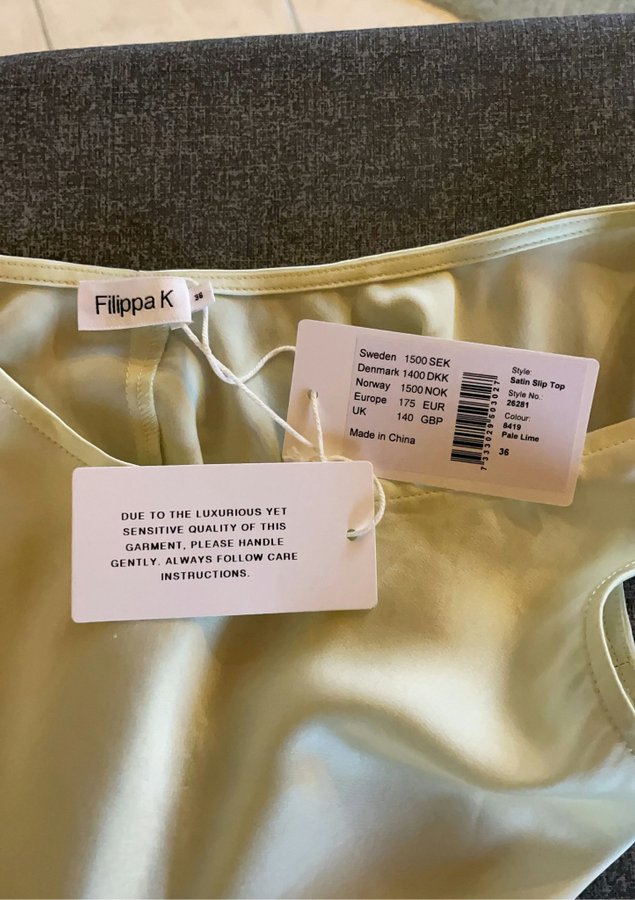 Filippa K
36
Sweden 1500 SEK
Denmark 1400 DKK
Norway 1500 NOK
Europe 175 EUR
UK 140 GBP
Made in China
7333029503027
Style:
Satin Slip Top
Style No.:
26281
Colour:
8419
Pale Lime
36
DUE TO THE LUXURIOUS YET
SENSITIVE QUALITY OF THIS
GARMENT, PLEASE HANDLE
GENTLY. ALWAYS FOLLOW CARE
INSTRUCTIONS.